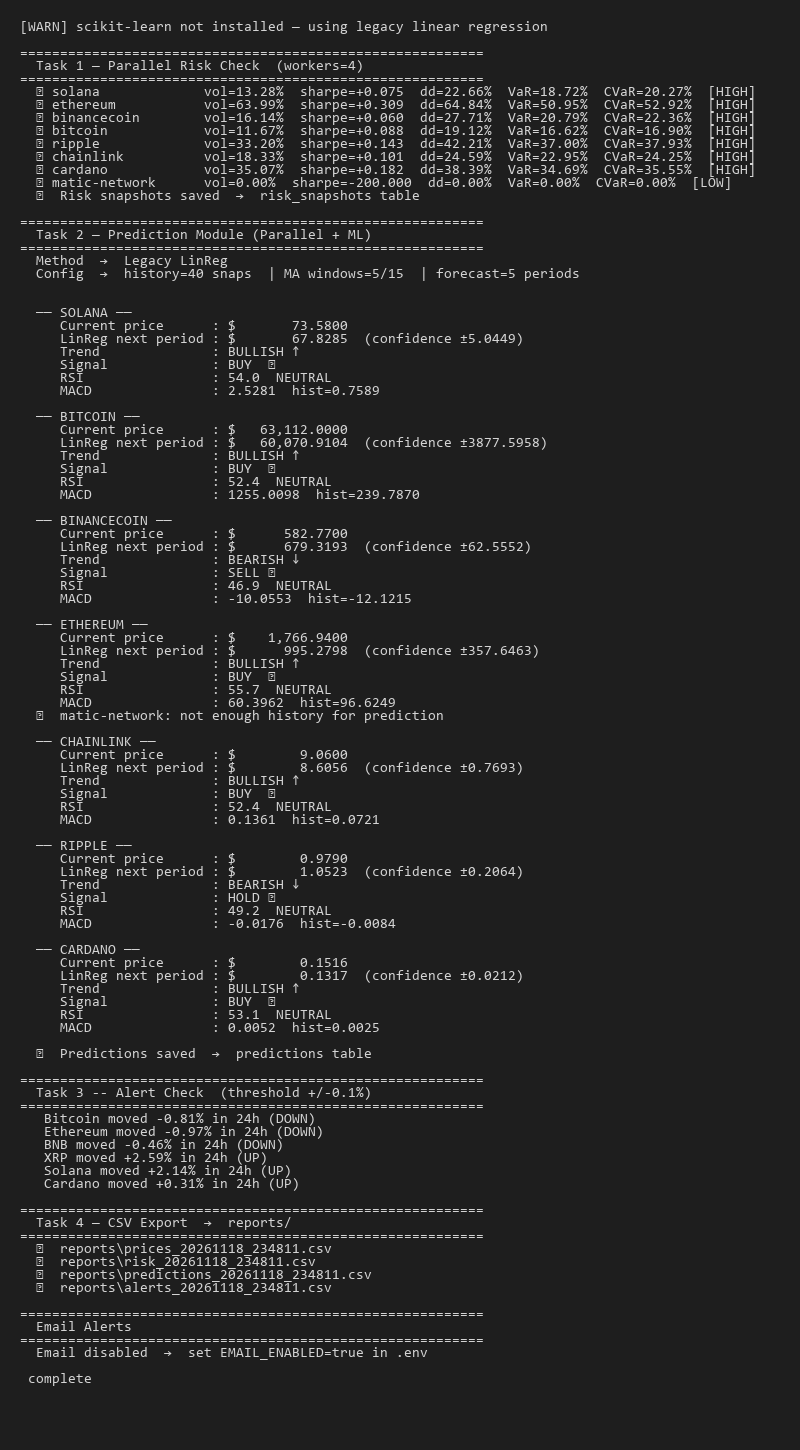 [WARN] scikit-learn not installed — using legacy linear regression
==========================================================
Task 1 — Parallel Risk Check  (workers=4)
==========================================================
solana             vol=13.28%  sharpe=+0.075  dd=22.66%  VaR=18.72%  CVaR=20.27%  [HIGH]
ethereum           vol=63.99%  sharpe=+0.309  dd=64.84%  VaR=50.95%  CVaR=52.92%  [HIGH]
binancecoin        vol=16.14%  sharpe=+0.060  dd=27.71%  VaR=20.79%  CVaR=22.36%  [HIGH]
bitcoin            vol=11.67%  sharpe=+0.088  dd=19.12%  VaR=16.62%  CVaR=16.90%  [HIGH]
ripple             vol=33.20%  sharpe=+0.143  dd=42.21%  VaR=37.00%  CVaR=37.93%  [HIGH]
chainlink          vol=18.33%  sharpe=+0.101  dd=24.59%  VaR=22.95%  CVaR=24.25%  [HIGH]
cardano            vol=35.07%  sharpe=+0.182  dd=38.39%  VaR=34.69%  CVaR=35.55%  [HIGH]
matic-network      vol=0.00%  sharpe=-200.000  dd=0.00%  VaR=0.00%  CVaR=0.00%  [LOW]
Risk snapshots saved  →  risk_snapshots table
==========================================================
Task 2 — Prediction Module (Parallel + ML)
==========================================================
Method  →  Legacy LinReg
Config  →  history=40 snaps  | MA windows=5/15  | forecast=5 periods
── SOLANA ──
Current price      : $       73.5800
LinReg next period : $       67.8285  (confidence ±5.0449)
Trend              : BULLISH ↑
Signal             : BUY
RSI                : 54.0  NEUTRAL
MACD               : 2.5281  hist=0.7589
── BITCOIN ──
Current price      : $   63,112.0000
LinReg next period : $   60,070.9104  (confidence ±3877.5958)
Trend              : BULLISH ↑
Signal             : BUY
RSI                : 52.4  NEUTRAL
MACD               : 1255.0098  hist=239.7870
── BINANCECOIN ──
Current price      : $      582.7700
LinReg next period : $      679.3193  (confidence ±62.5552)
Trend              : BEARISH ↓
Signal             : SELL
RSI                : 46.9  NEUTRAL
MACD               : -10.0553  hist=-12.1215
── ETHEREUM ──
Current price      : $    1,766.9400
LinReg next period : $      995.2798  (confidence ±357.6463)
Trend              : BULLISH ↑
Signal             : BUY
RSI                : 55.7  NEUTRAL
MACD               : 60.3962  hist=96.6249
matic-network: not enough history for prediction
── CHAINLINK ──
Current price      : $        9.0600
LinReg next period : $        8.6056  (confidence ±0.7693)
Trend              : BULLISH ↑
Signal             : BUY
RSI                : 52.4  NEUTRAL
MACD               : 0.1361  hist=0.0721
── RIPPLE ──
Current price      : $        0.9790
LinReg next period : $        1.0523  (confidence ±0.2064)
Trend              : BEARISH ↓
Signal             : HOLD
RSI                : 49.2  NEUTRAL
MACD               : -0.0176  hist=-0.0084
── CARDANO ──
Current price      : $        0.1516
LinReg next period : $        0.1317  (confidence ±0.0212)
Trend              : BULLISH ↑
Signal             : BUY
RSI                : 53.1  NEUTRAL
MACD               : 0.0052  hist=0.0025
Predictions saved  →  predictions table
==========================================================
Task 3 -- Alert Check  (threshold +/-0.1%)
==========================================================
Bitcoin moved -0.81% in 24h (DOWN)
Ethereum moved -0.97% in 24h (DOWN)
BNB moved -0.46% in 24h (DOWN)
XRP moved +2.59% in 24h (UP)
Solana moved +2.14% in 24h (UP)
Cardano moved +0.31% in 24h (UP)
==========================================================
Task 4 — CSV Export  →  reports/
==========================================================
reports\prices_20261118_234811.csv
reports\risk_20261118_234811.csv
reports\predictions_20261118_234811.csv
reports\alerts_20261118_234811.csv
==========================================================
Email Alerts
==========================================================
Email disabled  →  set EMAIL_ENABLED=true in .env
complete